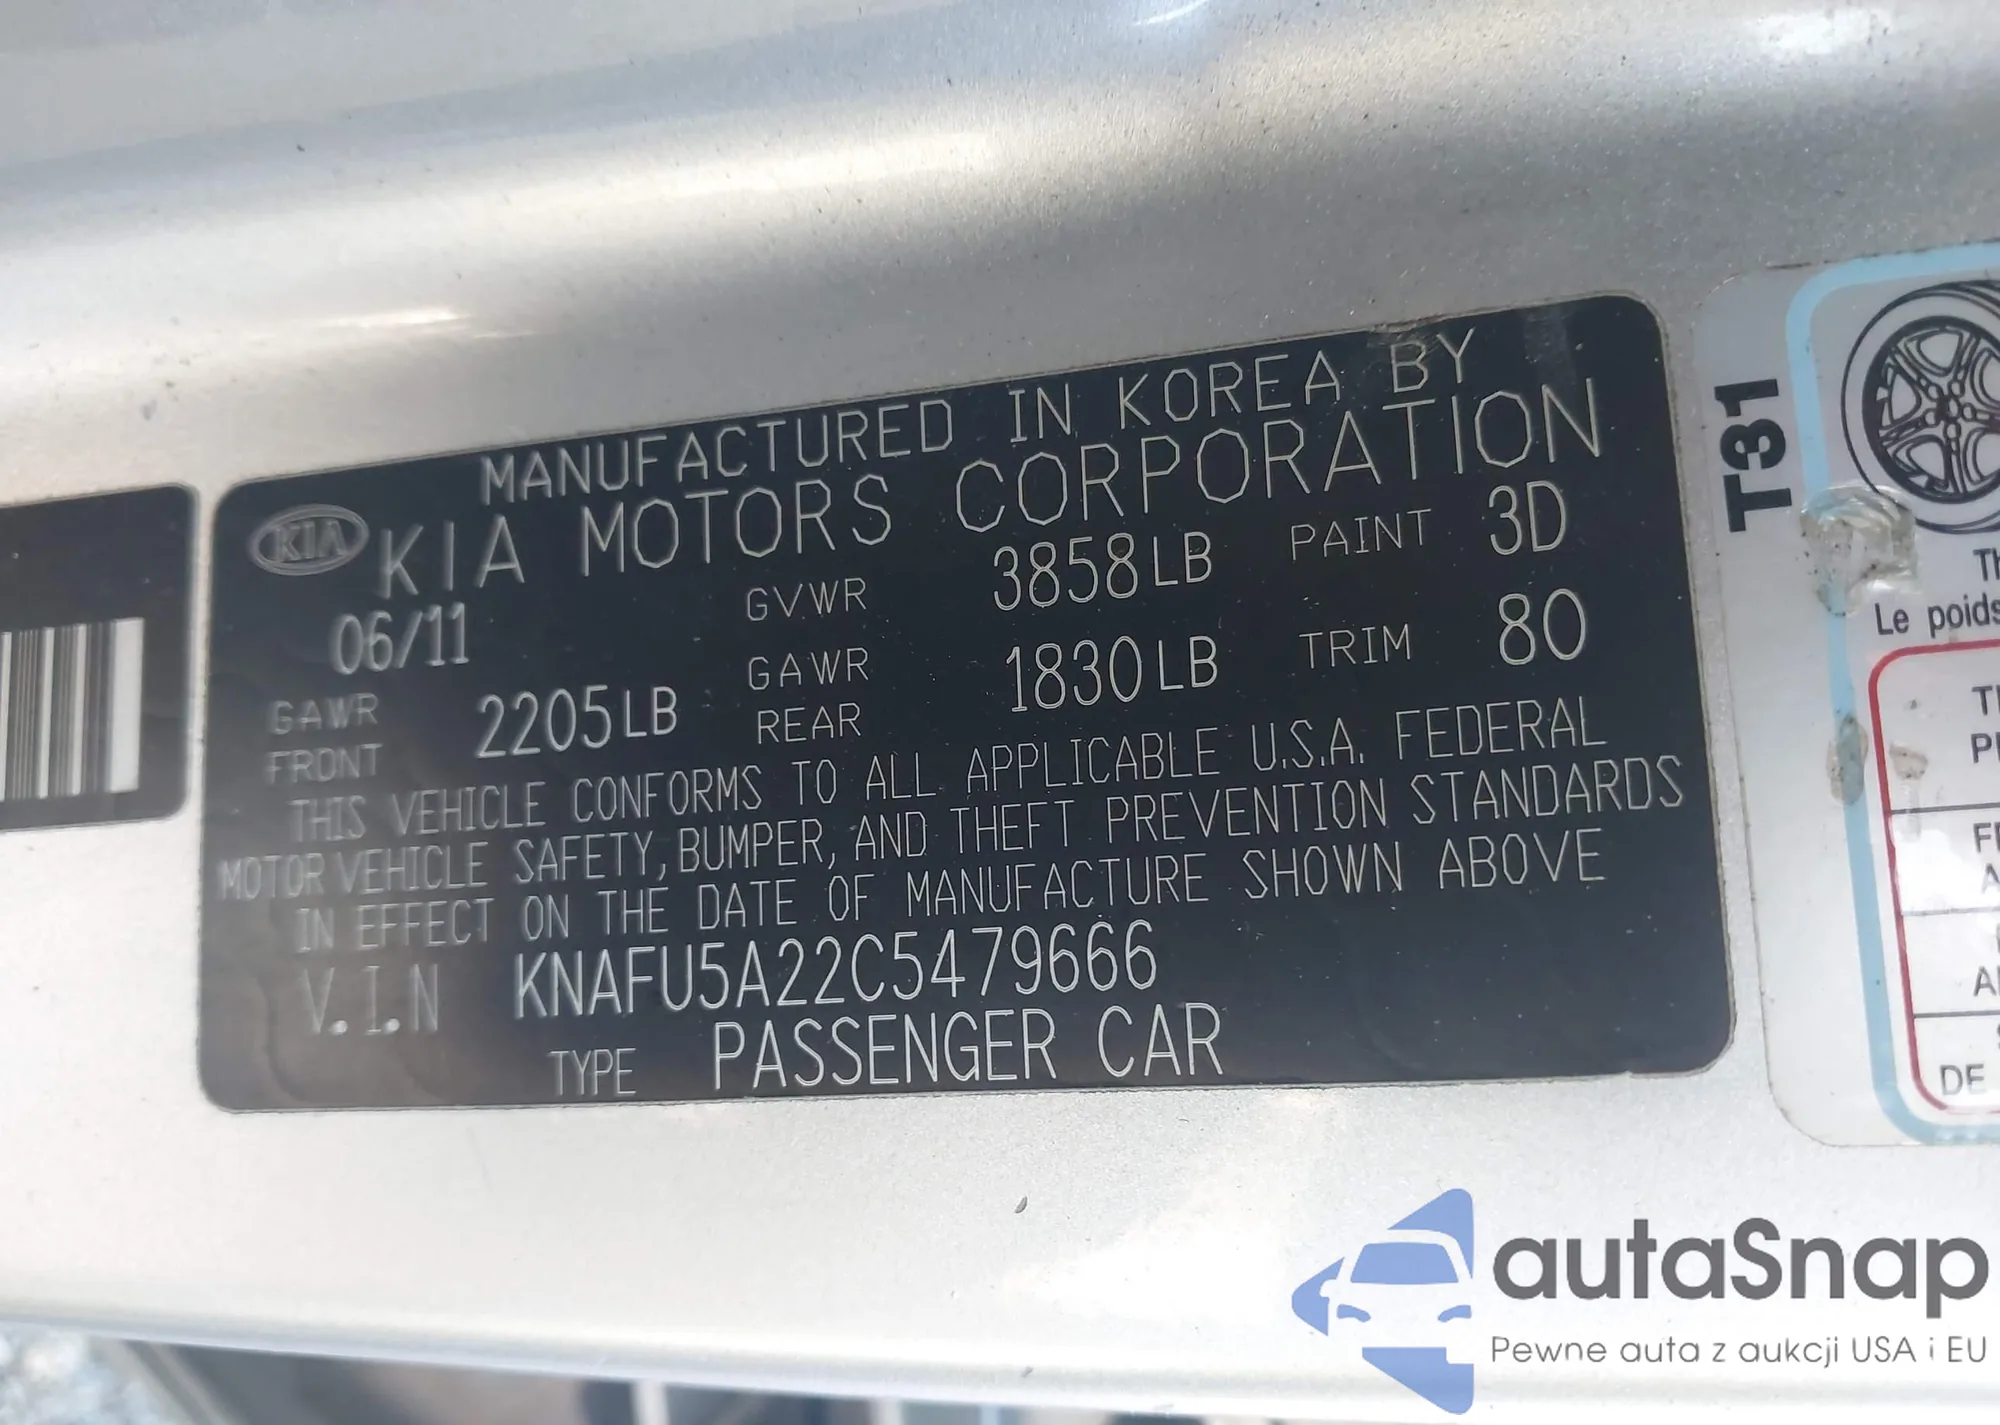 MANUFACTURED IN KOREA BY
KIA KIA MOTORS CORPORATION
06/11 GVWR 3858LB PAINT 3D
GAWR FRONT 2205LB GAWR REAR 1830LB TRIM 80
THIS VEHICLE CONFORMS TO ALL APPLICABLE U.S.A. FEDERAL
MOTOR VEHICLE SAFETY, BUMPER, AND THEFT PREVENTION STANDARDS
IN EFFECT ON THE DATE OF MANUFACTURE SHOWN ABOVE
V.I.N KNAFU5A22C5479666
TYPE PASSENGER CAR
T31
Le poids
DE
autaSnap
Pewne auta z aukcji USA i EU